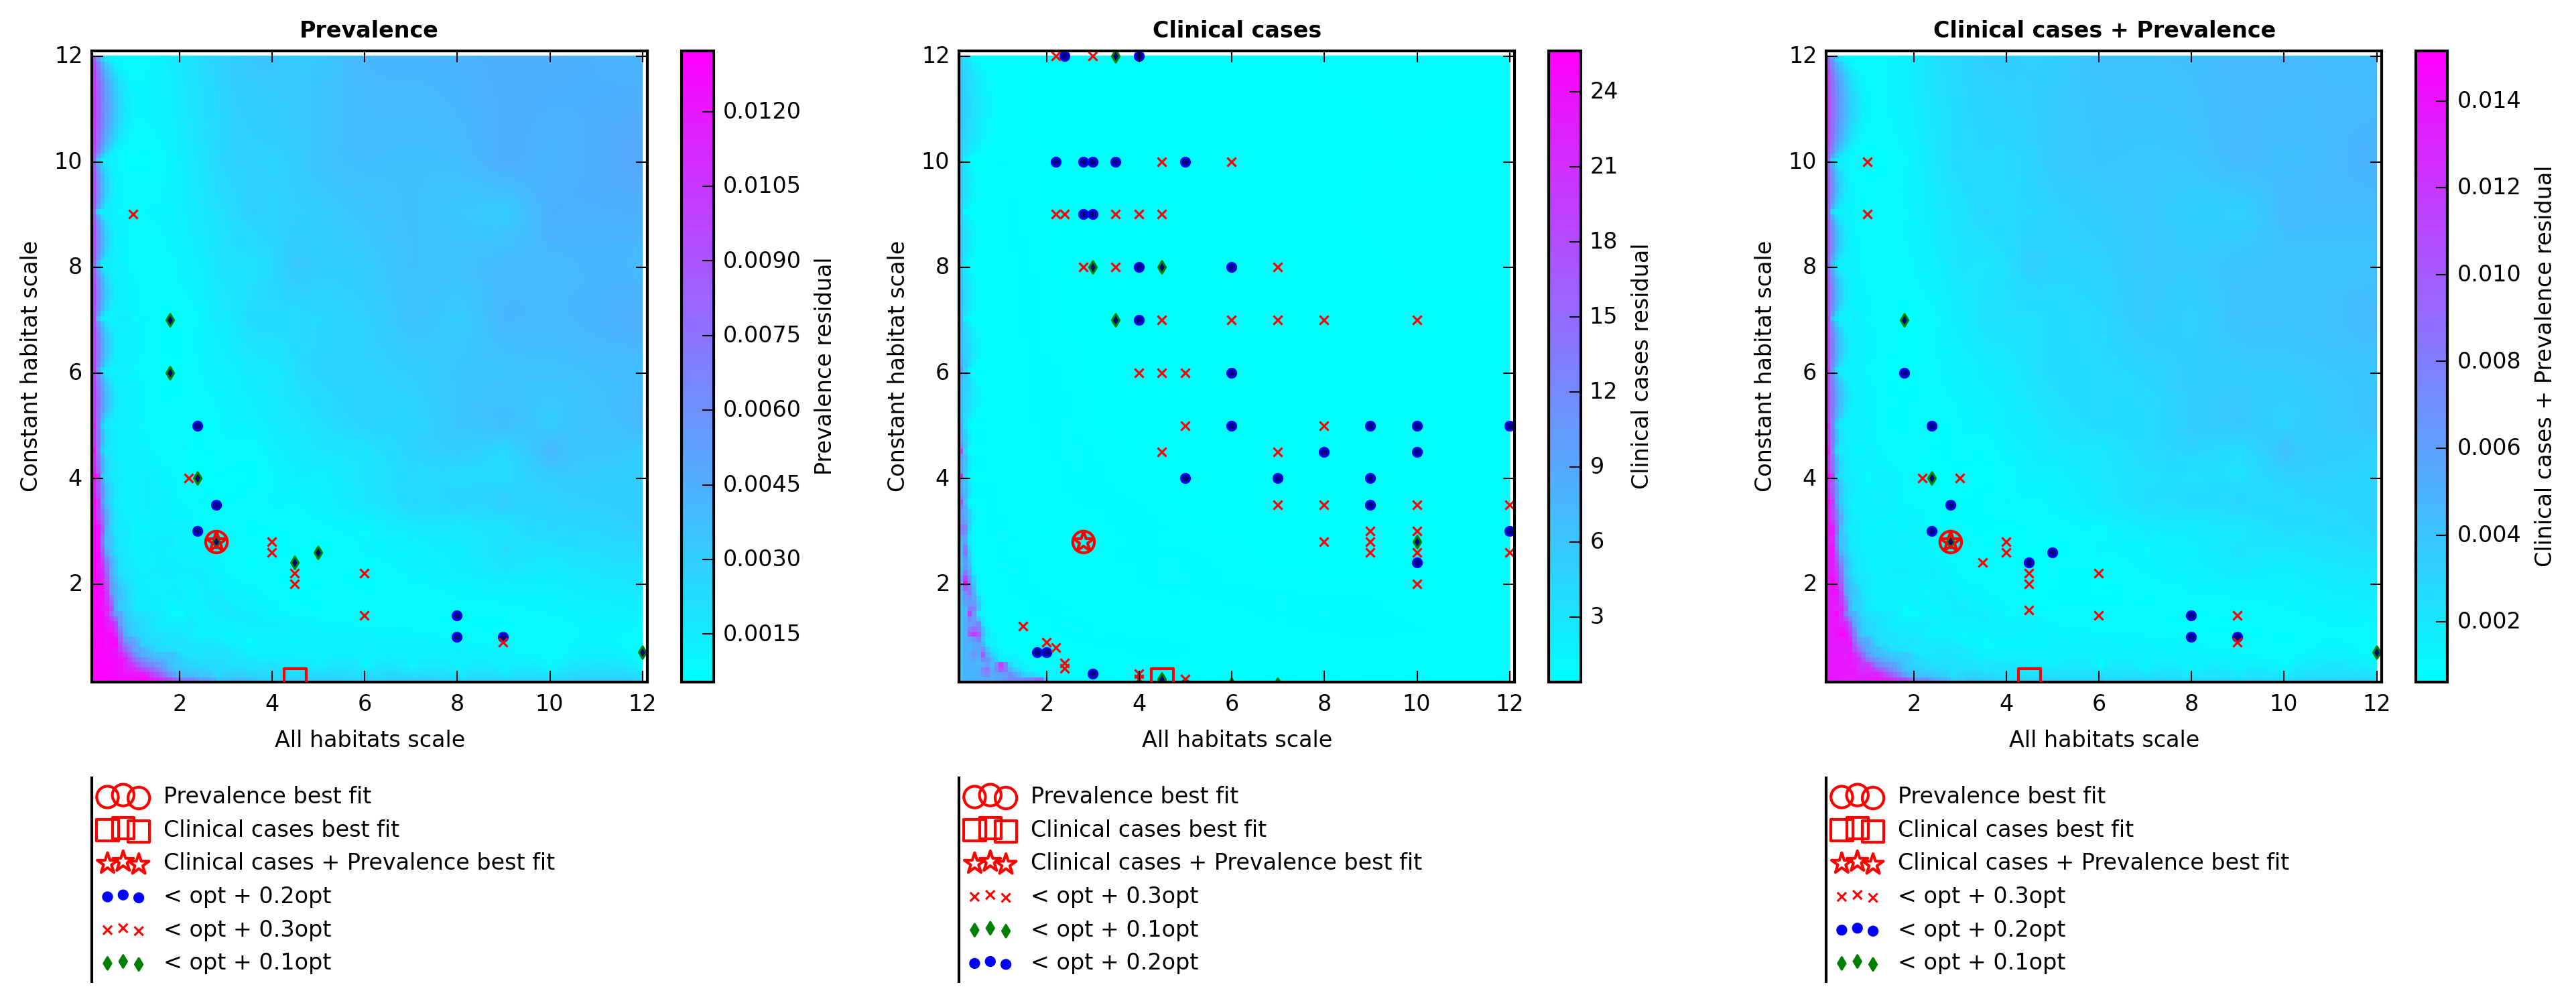 Prevalence
12
10
8
6
4
2
Constant habitat scale
2 4 6 8 10 12
All habitats scale
0.0120
0.0105
0.0090
0.0075
0.0060
0.0045
0.0030
0.0015
Prevalence residual
Prevalence best fit
Clinical cases best fit
Clinical cases + Prevalence best fit
< opt + 0.2opt
< opt + 0.3opt
< opt + 0.1opt
Clinical cases
12
10
8
6
4
2
Constant habitat scale
2 4 6 8 10 12
All habitats scale
24
21
18
15
12
9
6
3
Clinical cases residual
Prevalence best fit
Clinical cases best fit
Clinical cases + Prevalence best fit
< opt + 0.3opt
< opt + 0.1opt
< opt + 0.2opt
Clinical cases + Prevalence
12
10
8
6
4
2
Constant habitat scale
2 4 6 8 10 12
All habitats scale
0.014
0.012
0.010
0.008
0.006
0.004
0.002
Clinical cases + Prevalence residual
Prevalence best fit
Clinical cases best fit
Clinical cases + Prevalence best fit
< opt + 0.3opt
< opt + 0.2opt
< opt + 0.1opt